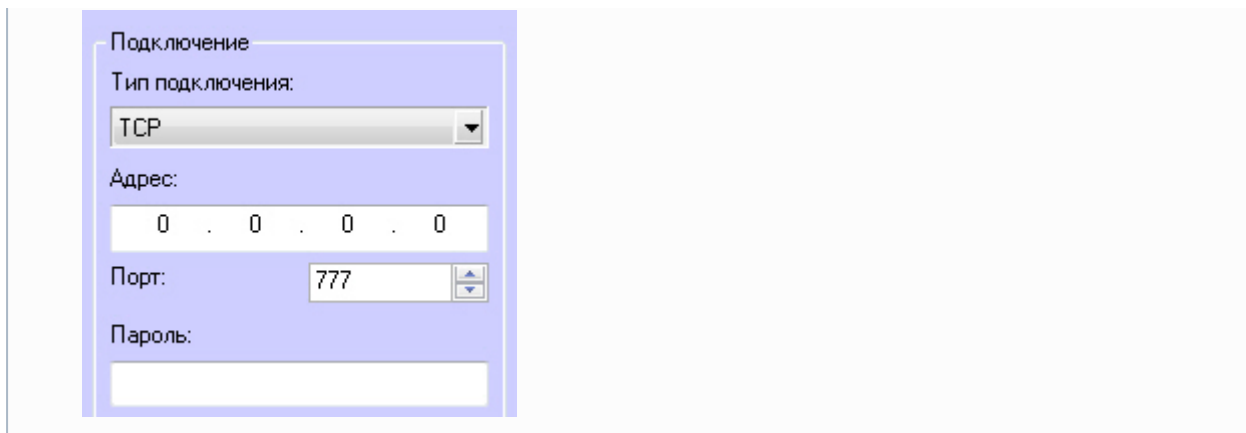 Подключение
Тип подключения:
TCP
Адрес:
0 . 0 . 0 . 0
Порт: 777
Пароль: